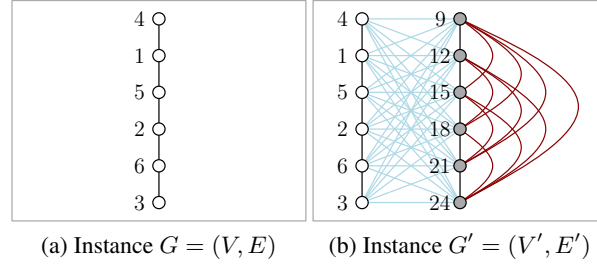 4 4 9
1 1 12
5 5 15
2 2 18
6 6 21
3 3 24
(a) Instance G = (V, E) (b) Instance G′ = (V′, E′)